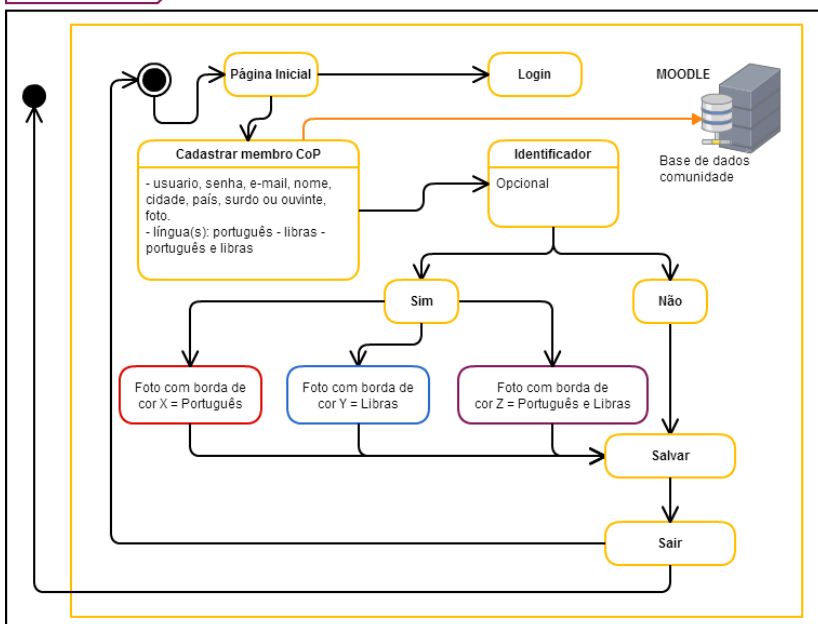 Página Inicial
Login
MOODLE
Base de dados
comunidade
Cadastrar membro CoP
- usuario, senha, e-mail, nome,
cidade, país, surdo ou ouvinte,
foto.
- língua(s): português - libras -
português e libras
Identificador
Opcional
Sim
Não
Foto com borda de
cor X = Português
Foto com borda de
cor Y = Libras
Foto com borda de
cor Z = Português e Libras
Salvar
Sair